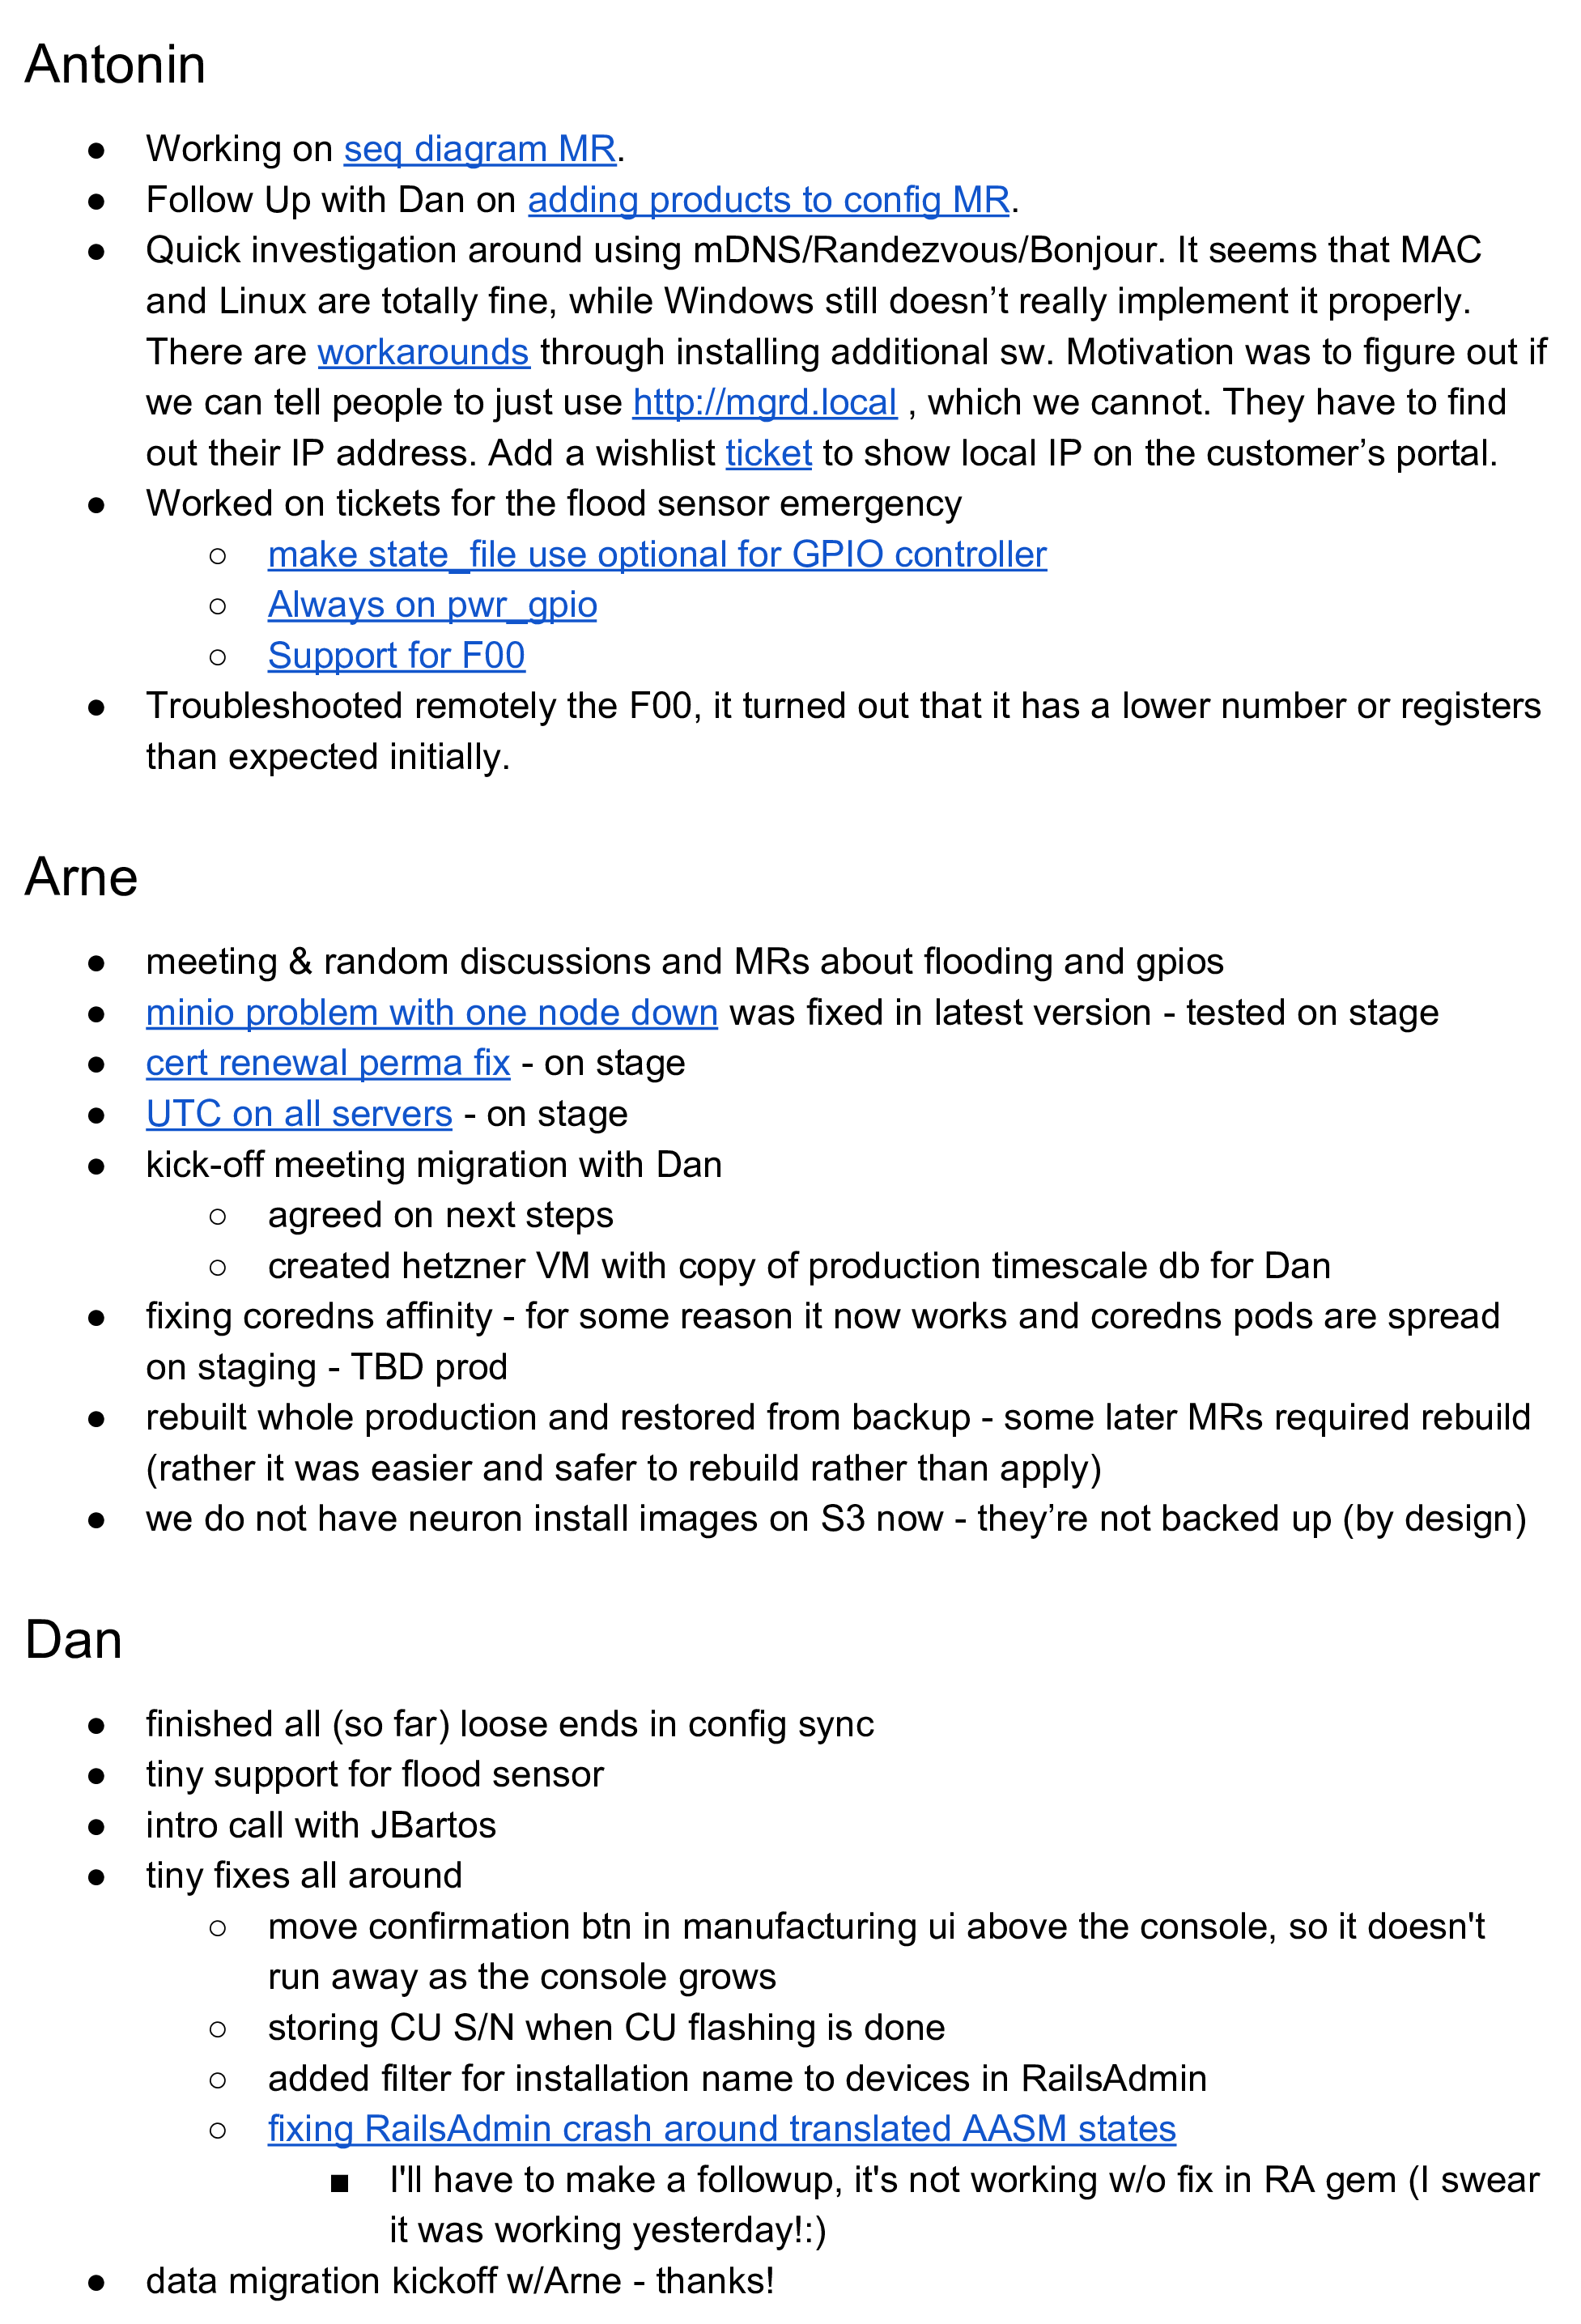 Antonin
● Working on seq diagram MR.
● Follow Up with Dan on adding products to config MR.
● Quick investigation around using mDNS/Randezvous/Bonjour. It seems that MAC
and Linux are totally fine, while Windows still doesn’t really implement it properly.
There are workarounds through installing additional sw. Motivation was to figure out if
we can tell people to just use http://mgrd.local , which we cannot. They have to find
out their IP address. Add a wishlist ticket to show local IP on the customer’s portal.
● Worked on tickets for the flood sensor emergency
○ make state_file use optional for GPIO controller
○ Always on pwr_gpio
○ Support for F00
● Troubleshooted remotely the F00, it turned out that it has a lower number or registers
than expected initially.
Arne
● meeting & random discussions and MRs about flooding and gpios
● minio problem with one node down was fixed in latest version - tested on stage
● cert renewal perma fix - on stage
● UTC on all servers - on stage
● kick-off meeting migration with Dan
○ agreed on next steps
○ created hetzner VM with copy of production timescale db for Dan
● fixing coredns affinity - for some reason it now works and coredns pods are spread
on staging - TBD prod
● rebuilt whole production and restored from backup - some later MRs required rebuild
(rather it was easier and safer to rebuild rather than apply)
● we do not have neuron install images on S3 now - they’re not backed up (by design)
Dan
● finished all (so far) loose ends in config sync
● tiny support for flood sensor
● intro call with JBartos
● tiny fixes all around
○ move confirmation btn in manufacturing ui above the console, so it doesn't
run away as the console grows
○ storing CU S/N when CU flashing is done
○ added filter for installation name to devices in RailsAdmin
○ fixing RailsAdmin crash around translated AASM states
■ I'll have to make a followup, it's not working w/o fix in RA gem (I swear
it was working yesterday!:)
● data migration kickoff w/Arne - thanks!